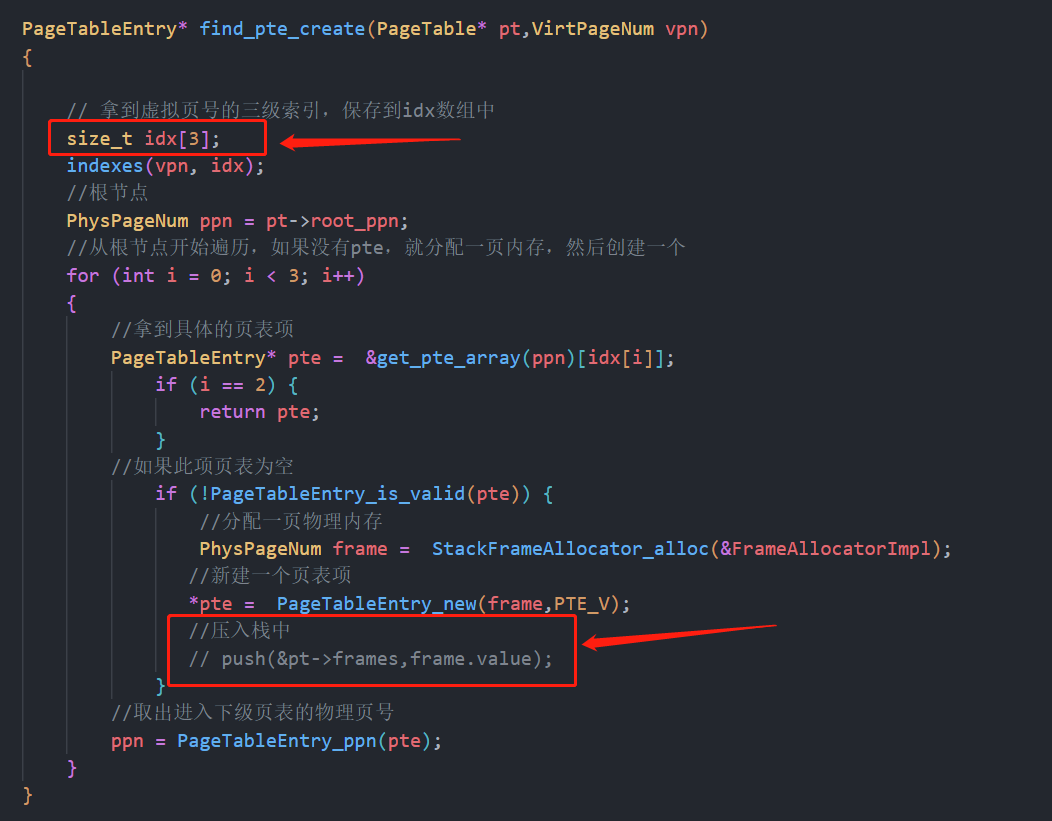 PageTableEntry* find_pte_create(PageTable* pt,VirtPageNum vpn)
{
// 拿到虚拟页号的三级索引，保存到idx数组中
size_t idx[3];
indexes(vpn, idx);
//根节点
PhysPageNum ppn = pt->root_ppn;
//从根节点开始遍历，如果没有pte，就分配一页内存，然后创建一个
for (int i = 0; i < 3; i++)
{
//拿到具体的页表项
PageTableEntry* pte =  &get_pte_array(ppn)[idx[i]];
if (i == 2) {
return pte;
}
//如果此项页表为空
if (!PageTableEntry_is_valid(pte)) {
//分配一页物理内存
PhysPageNum frame =  StackFrameAllocator_alloc(&FrameAllocatorImpl);
//新建一个页表项
*pte =  PageTableEntry_new(frame,PTE_V);
//压入栈中
// push(&pt->frames,frame.value);
}
//取出进入下级页表的物理页号
ppn = PageTableEntry_ppn(pte);
}
}